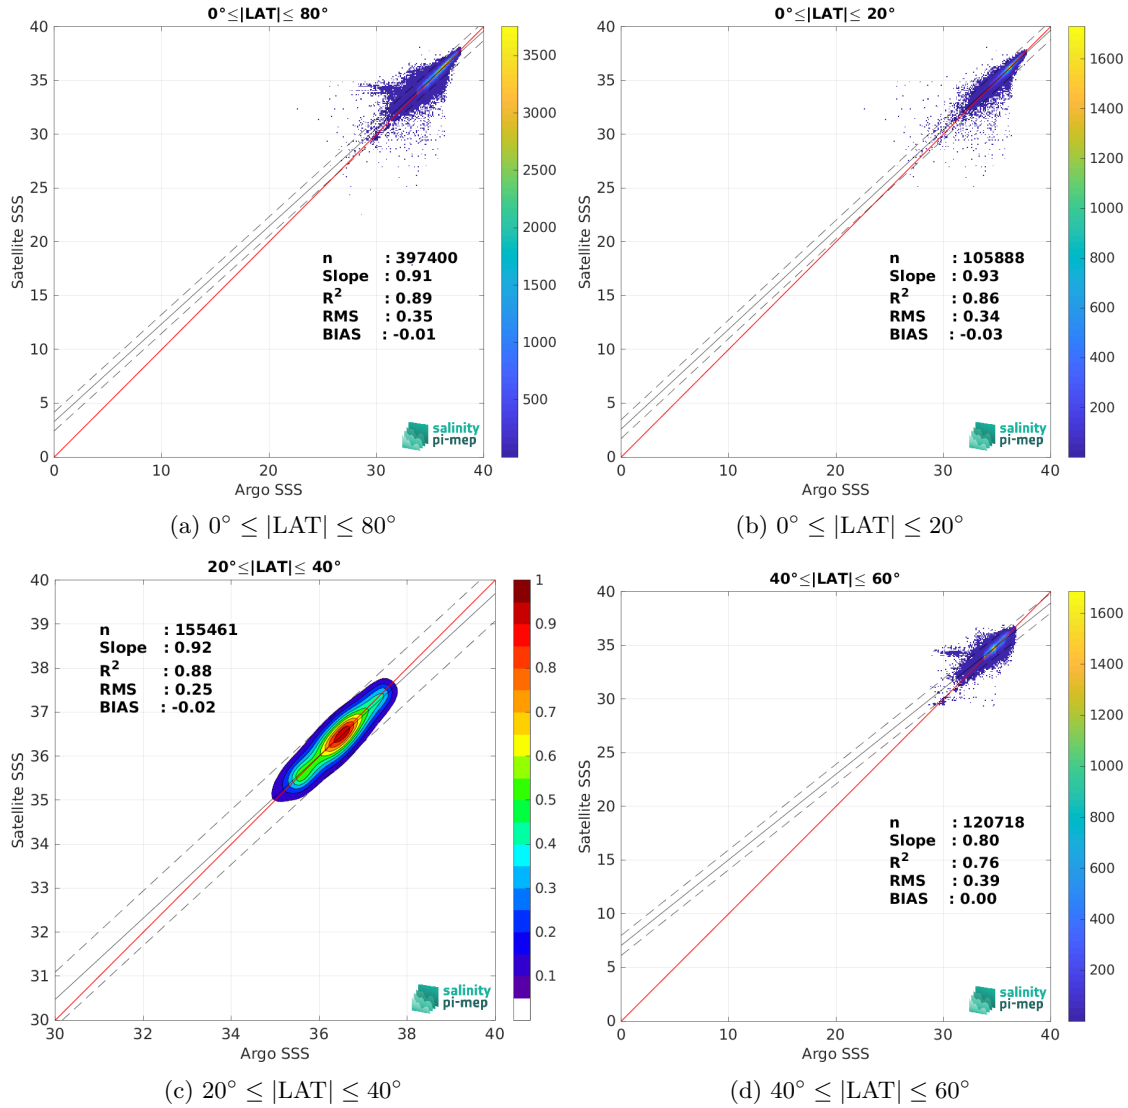 0°≤|LAT|≤ 80°
40
35
30
25
20
15
10
5
0
0
10
20
30
40
Satellite SSS
Argo SSS
n : 397400
Slope : 0.91
R² : 0.89
RMS : 0.35
BIAS : -0.01
salinity
pi-mep
3500
3000
2500
2000
1500
1000
500
(a) 0° ≤ |LAT| ≤ 80°
0°≤|LAT|≤ 20°
40
35
30
25
20
15
10
5
0
0
10
20
30
40
Satellite SSS
Argo SSS
n : 105888
Slope : 0.93
R² : 0.86
RMS : 0.34
BIAS : -0.03
salinity
pi-mep
1600
1400
1200
1000
800
600
400
200
(b) 0° ≤ |LAT| ≤ 20°
20°≤|LAT|≤ 40°
40
39
38
37
36
35
34
33
32
31
30
30
32
34
36
38
40
Satellite SSS
Argo SSS
n : 155461
Slope : 0.92
R² : 0.88
RMS : 0.25
BIAS : -0.02
salinity
pi-mep
1
0.9
0.8
0.7
0.6
0.5
0.4
0.3
0.2
0.1
(c) 20° ≤ |LAT| ≤ 40°
40°≤|LAT|≤ 60°
40
35
30
25
20
15
10
5
0
0
10
20
30
40
Satellite SSS
Argo SSS
n : 120718
Slope : 0.80
R² : 0.76
RMS : 0.39
BIAS : 0.00
salinity
pi-mep
1600
1400
1200
1000
800
600
400
200
(d) 40° ≤ |LAT| ≤ 60°